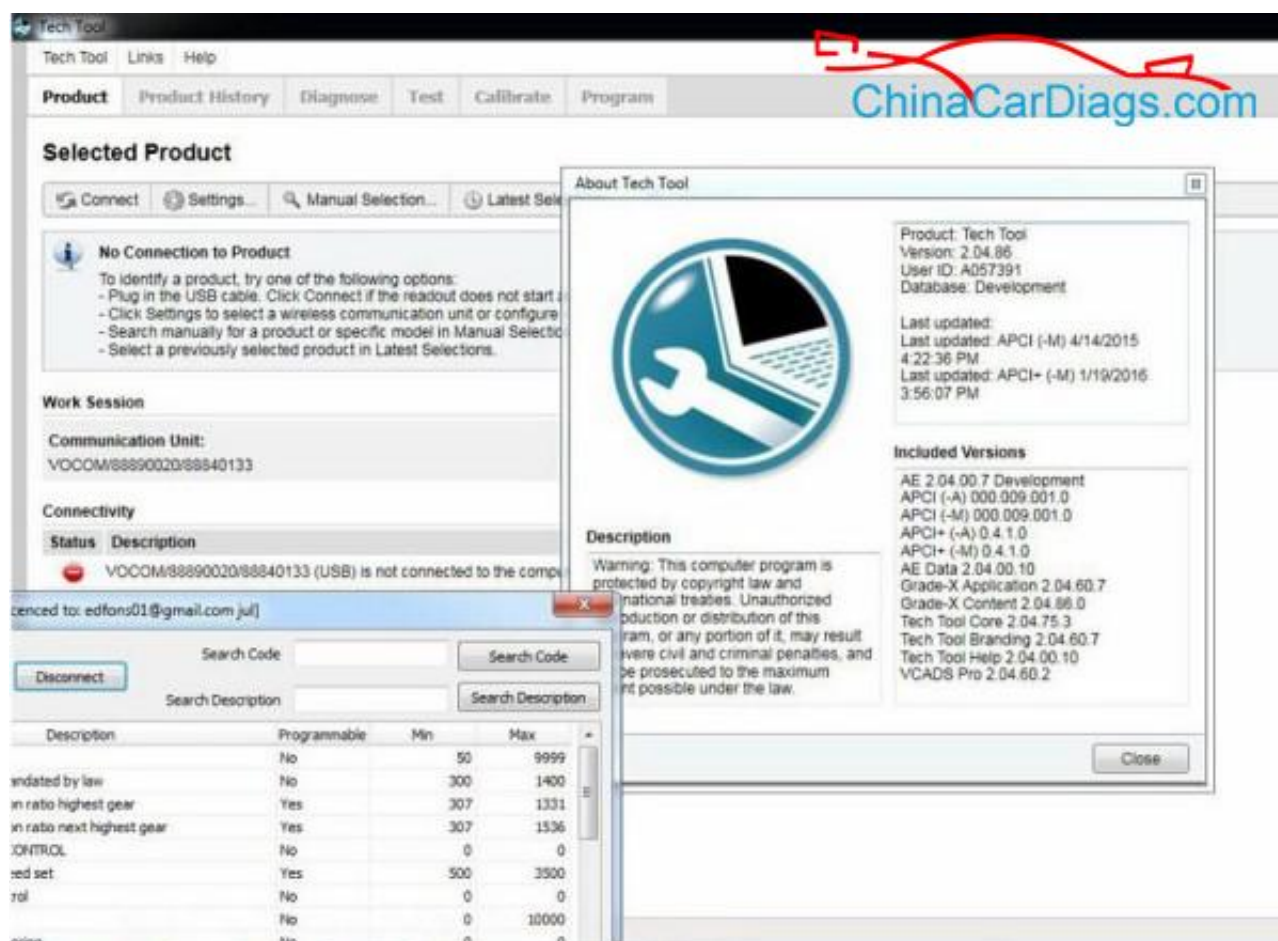 Tech Tool
Tech Tool Links Help
Product Product History Diagnose Test Calibrate Program
ChinaCarDiags.com
Selected Product
Connect Settings... Manual Selection... Latest Sele
No Connection to Product
To identify a product, try one of the following options:
- Plug in the USB cable. Click Connect if the readout does not start
- Click Settings to select a wireless communication unit or configure
- Search manually for a product or specific model in Manual Selectio
- Select a previously selected product in Latest Selections.
Work Session
Communication Unit:
VOCOM/88890020/88840133
Connectivity
Status Description
VOCOM/88890020/88840133 (USB) is not connected to the compu
About Tech Tool
Product: Tech Tool
Version: 2.04.86
User ID: A057391
Database: Development
Last updated:
Last updated: APCI (-M) 4/14/2015
4:22:36 PM
Last updated: APCI+ (-M) 1/19/2016
3:56:07 PM
Included Versions
AE 2.04.00.7 Development
APCI (-A) 000.009.001.0
APCI (-M) 000.009.001.0
APCI+ (-A) 0.4.1.0
APCI+ (-M) 0.4.1.0
AE Data 2.04.00.10
Grade-X Application 2.04.60.7
Grade-X Content 2.04.86.0
Tech Tool Core 2.04.75.3
Tech Tool Branding 2.04.60.7
Tech Tool Help 2.04.00.10
VCADS Pro 2.04.60.2
Description
Warning: This computer program is
protected by copyright law and
national treaties. Unauthorized
oduction or distribution of this
ram, or any portion of it, may result
evere civil and criminal penalties, and
be prosecuted to the maximum
nt possible under the law.
Close
cenced to: edfons01@gmail.com jul]
Search Code Search Code
Disconnect
Search Description Search Description
Description Programmable Min Max
No 50 9999
andated by law No 300 1400
on ratio highest gear Yes 307 1331
on ratio next highest gear Yes 307 1536
CONTROL No 0 0
eed set Yes 500 3500
rol No 0 0
No 0 10000